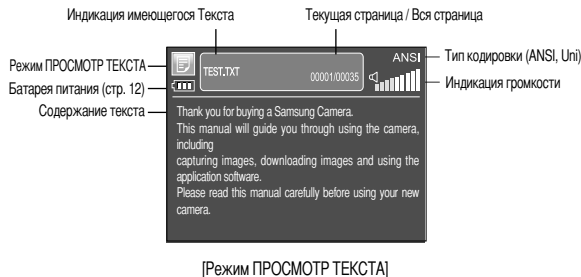 Индикация имеющегося Текста
Текущая страница / Вся страница
Режим ПРОСМОТР ТЕКСТА
Батарея питания (стр. 12)
Содержание текста
TEST.TXT
00001/00035
ANSI
Тип кодировки (ANSI, Uni)
Индикация громкости
Thank you for buying a Samsung Camera.
This manual will guide you through using the camera,
including
capturing images, downloading images and using the
application software.
Please read this manual carefully before using your new
camera.
[Режим ПРОСМОТР ТЕКСТА]